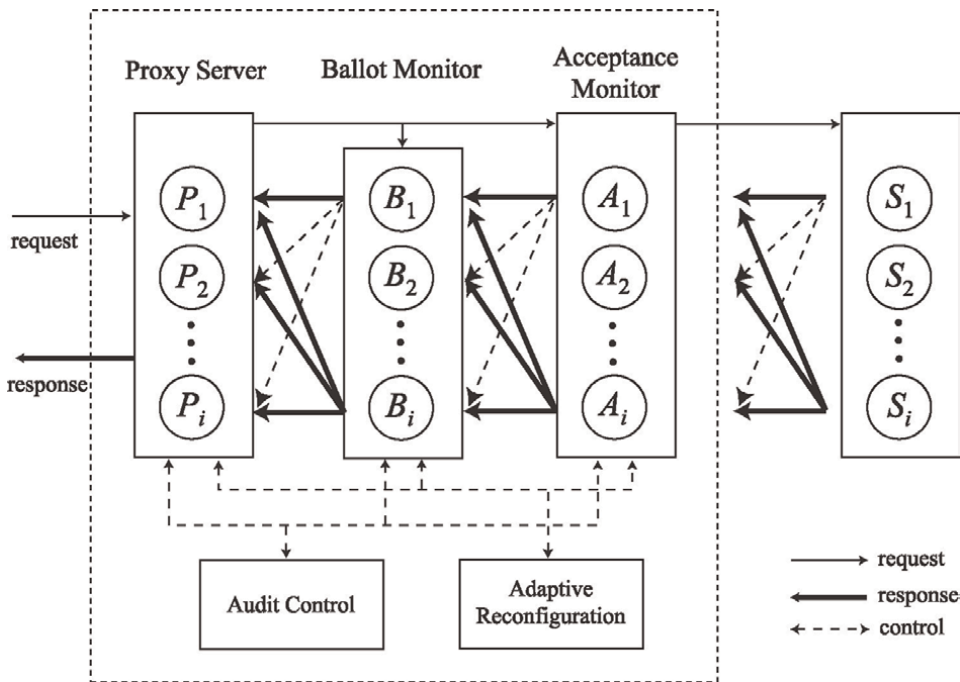 Proxy Server
Ballot Monitor
Acceptance
Monitor
P1
B1
A1
S1
request
P2
B2
A2
S2
response
Pi
Bi
Ai
Si
Audit Control
Adaptive
Reconfiguration
request
response
control